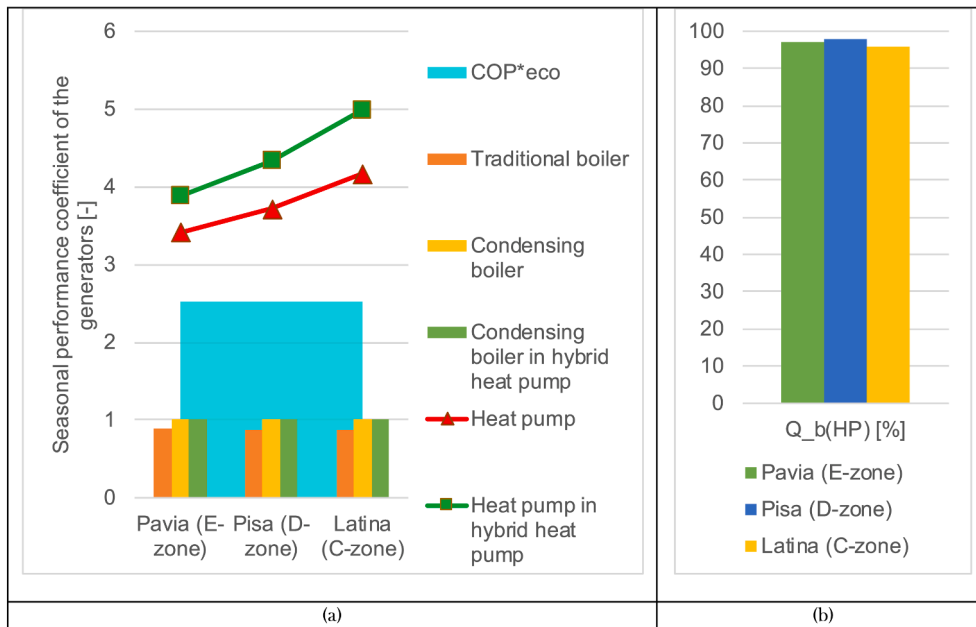 Seasonal performance coefficient of the
generators [-]
6
5
4
3
2
1
0
Pavia (E-
zone)
Pisa (D-
zone)
Latina
(C-zone)
COP*eco
Traditional boiler
Condensing
boiler
Condensing
boiler in hybrid
heat pump
Heat pump
Heat pump in
hybrid heat
pump
(a)
100
90
80
70
60
50
40
30
20
10
0
Q_b(HP) [%]
Pavia (E-zone)
Pisa (D-zone)
Latina (C-zone)
(b)